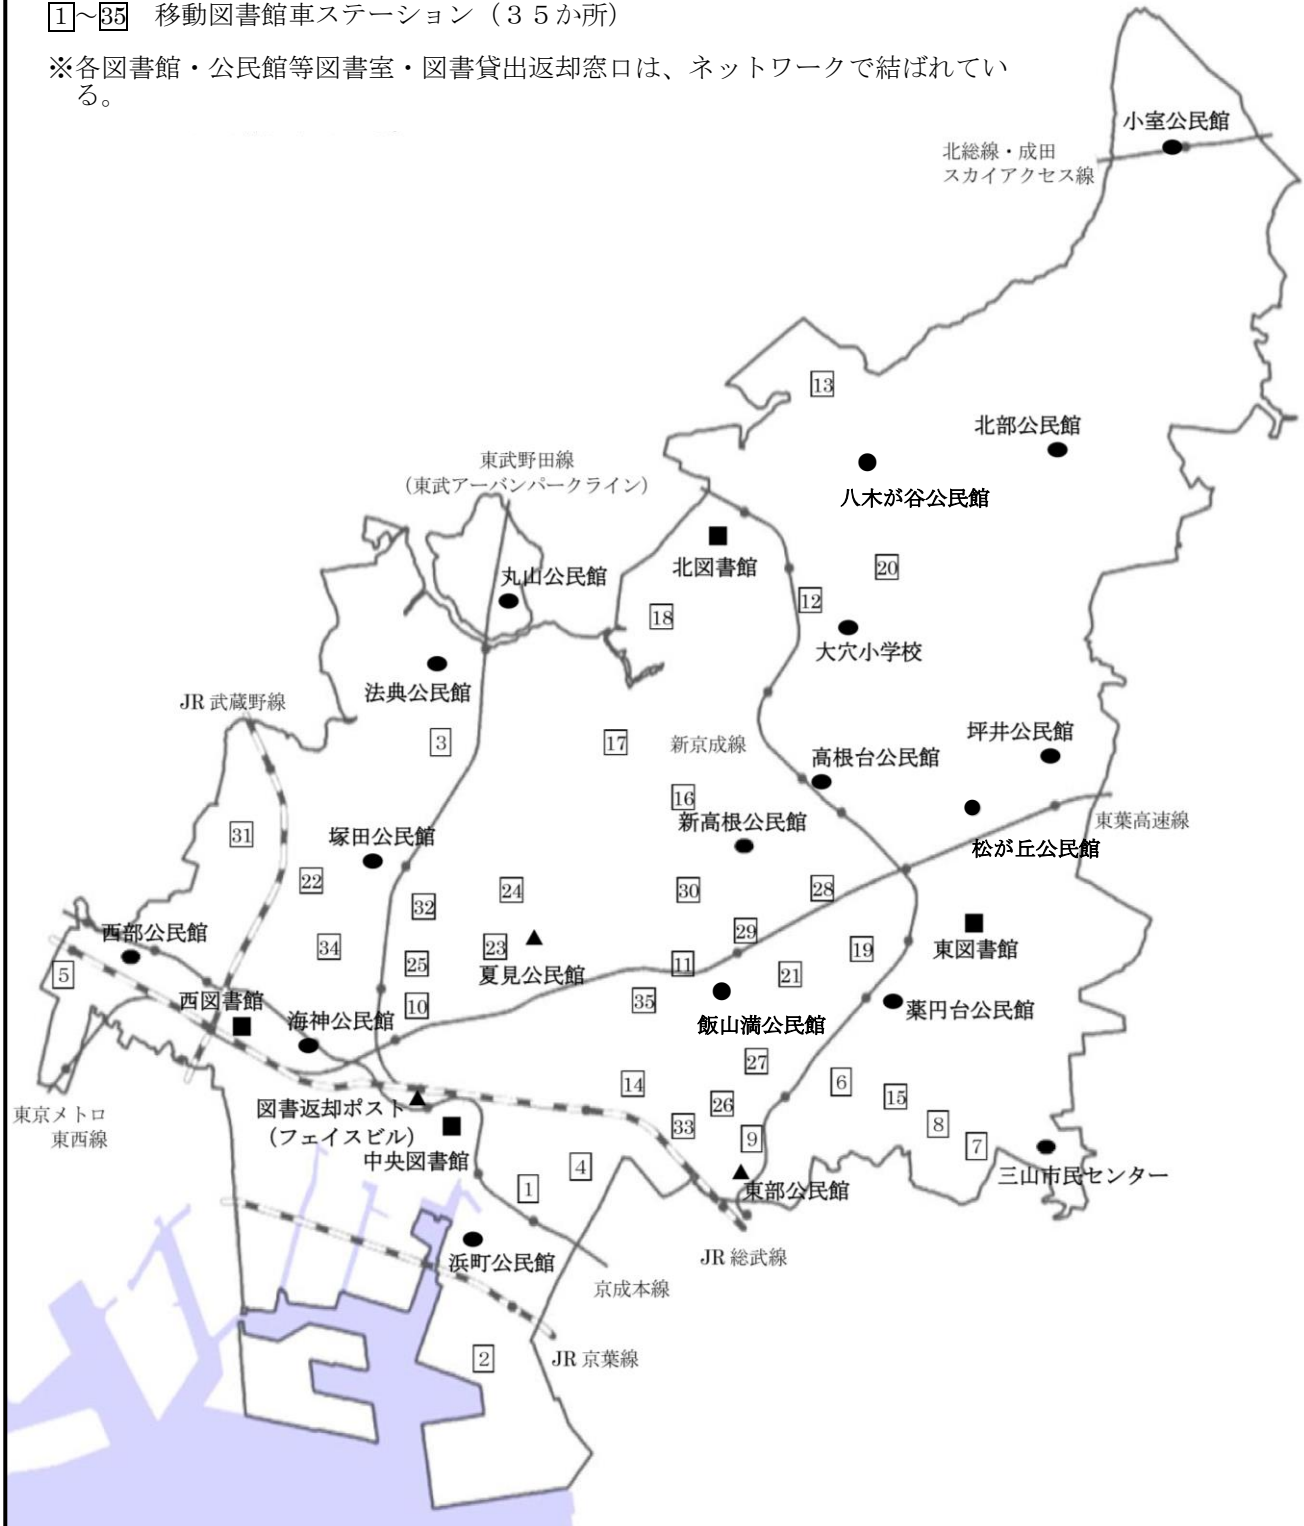 1～35 移動図書館車ステーション（３５か所）
※各図書館・公民館等図書室・図書貸出返却窓口は、ネットワークで結ばれてい
る。
小室公民館
北総線・成田
スカイアクセス線
13
北部公民館
八木が谷公民館
東武野田線
（東武アーバンパークライン）
北図書館
20
丸山公民館
12
18
大穴小学校
法典公民館
JR 武蔵野線
3
17
新京成線
坪井公民館
高根台公民館
16
新高根公民館
東葉高速線
31
塚田公民館
松が丘公民館
22
24
30
28
32
西部公民館
29
34
23
19
東図書館
5
25
夏見公民館
11
21
西図書館
10
35
薬円台公民館
海神公民館
飯山満公民館
27
14
6
15
東京メトロ
東西線
図書返却ポスト
（フェイスビル）
26
33
8
9
7
中央図書館
4
三山市民センター
1
東部公民館
浜町公民館
JR 総武線
京成本線
2
JR 京葉線